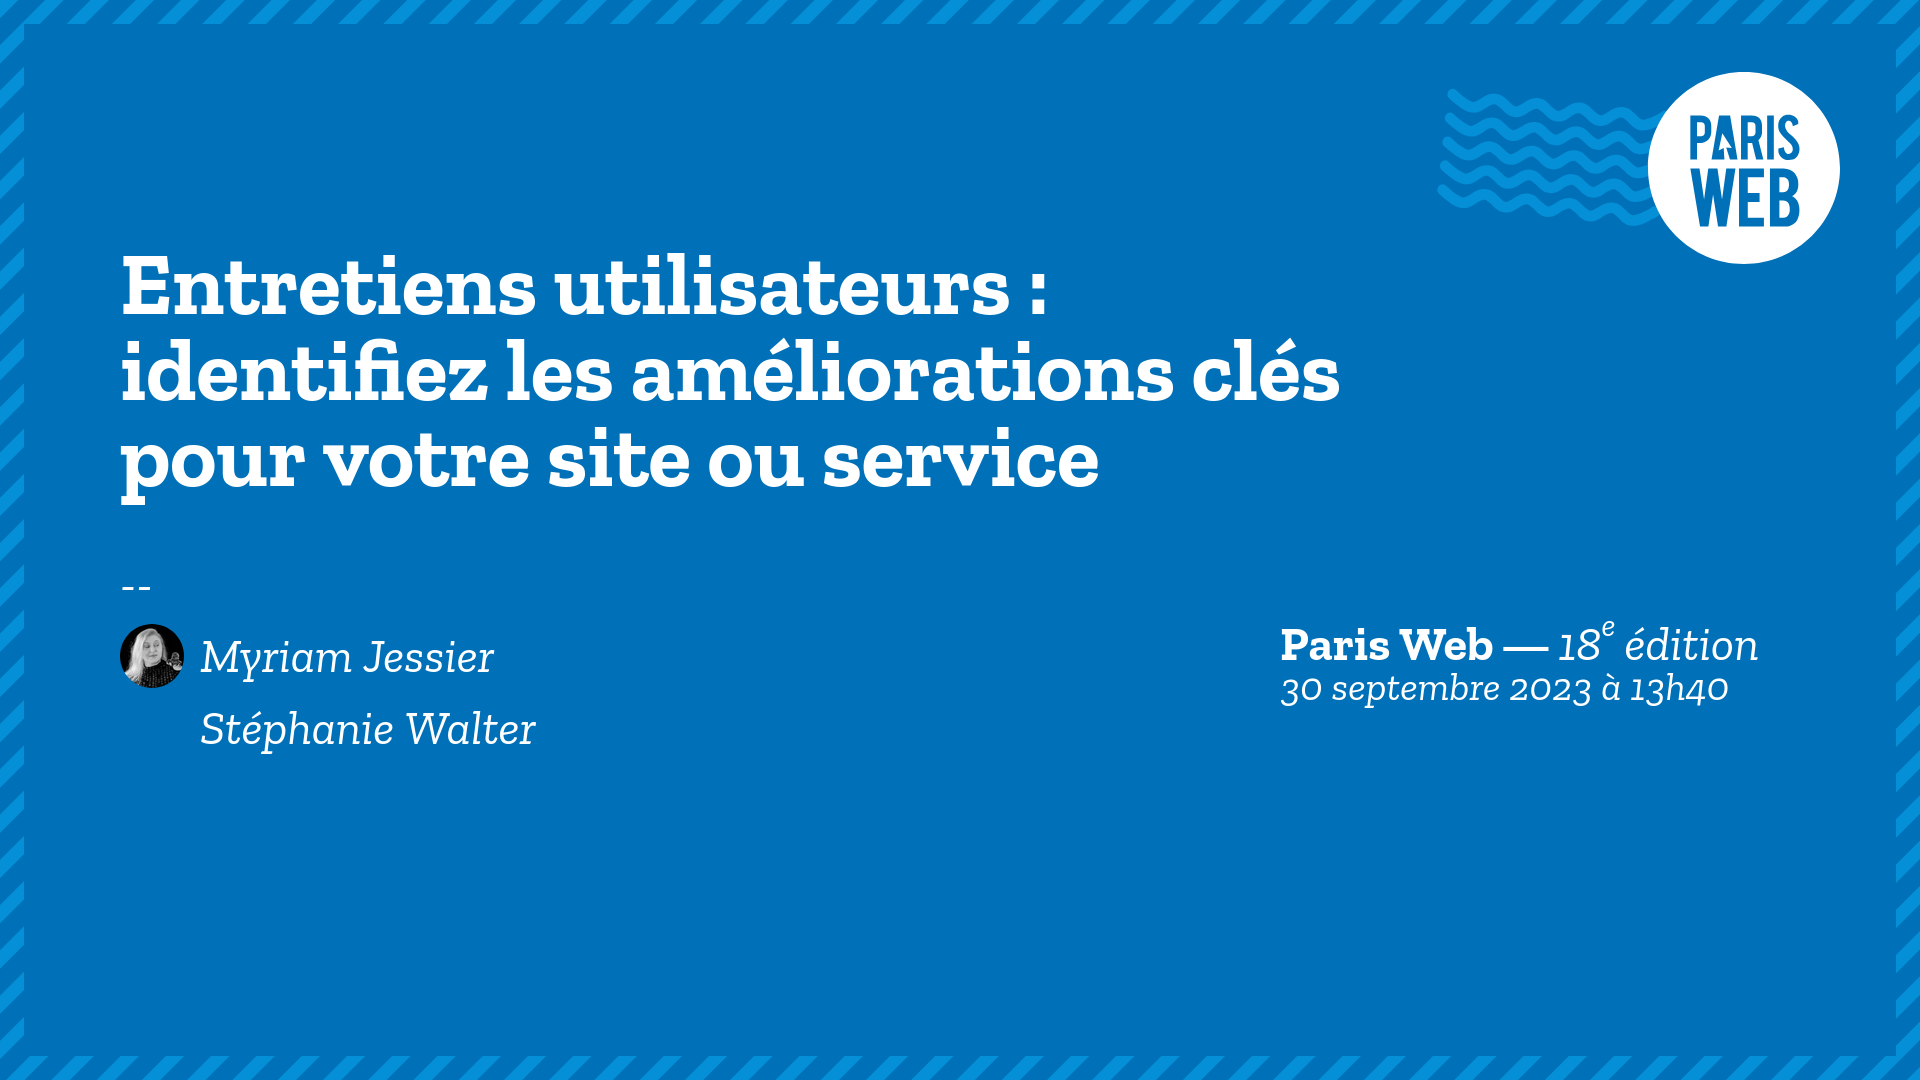 PARIS
WEB
Entretiens utilisateurs :
identifiez les améliorations clés
pour votre site ou service
--
Myriam Jessier
Stéphanie Walter
Paris Web — 18e édition
30 septembre 2023 à 13h40